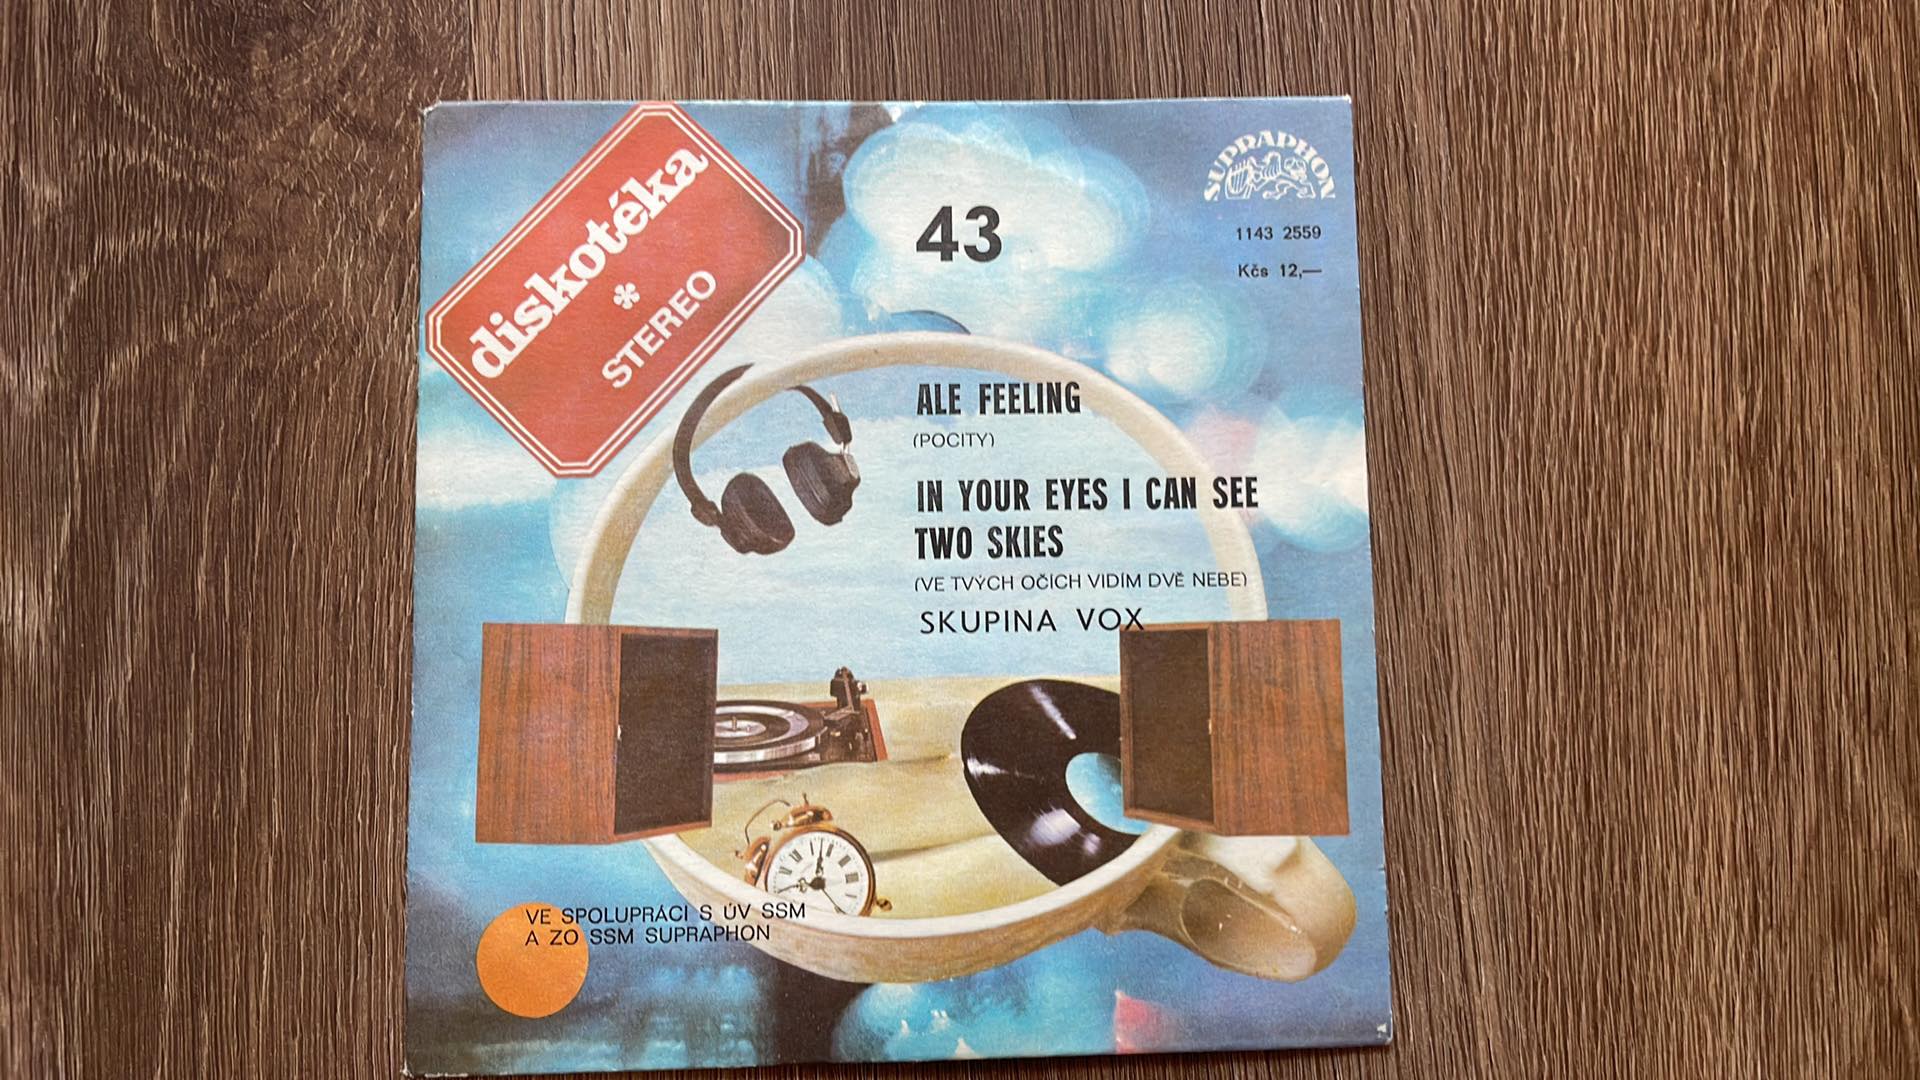 diskotéka
*
STEREO
43
SUPRAPHON
1143 2559
Kčs 12,—
ALE FEELING
(POCITY)
IN YOUR EYES I CAN SEE
TWO SKIES
(VE TVÝCH OČÍCH VIDÍM DVĚ NEBE)
SKUPINA VOX
VE SPOLUPRÁCI S ÚV SSM
A ZO SSM SUPRAPHON